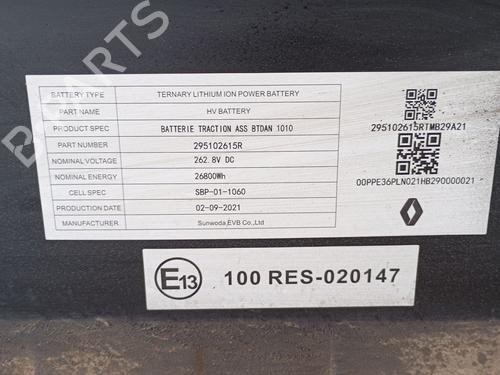 BATTERY TYPE TERNARY LITHIUM ION POWER BATTERY
PART NAME HV BATTERY
PRODUCT SPEC BATTERIE TRACTION ASS BTDAN 1010
PART NUMBER 295102615R
NOMINAL VOLTAGE 262.8V DC
NOMINAL ENERGY 26800Wh
CELL SPEC SBP-01-1060
PRODUCTION DATE 02-09-2021
MANUFACTURER Sunwoda EVB Co.,Ltd
295102615RTMB29A21
00PPE36PLN021HB290000021
E13 100 RES-020147
B PARTS